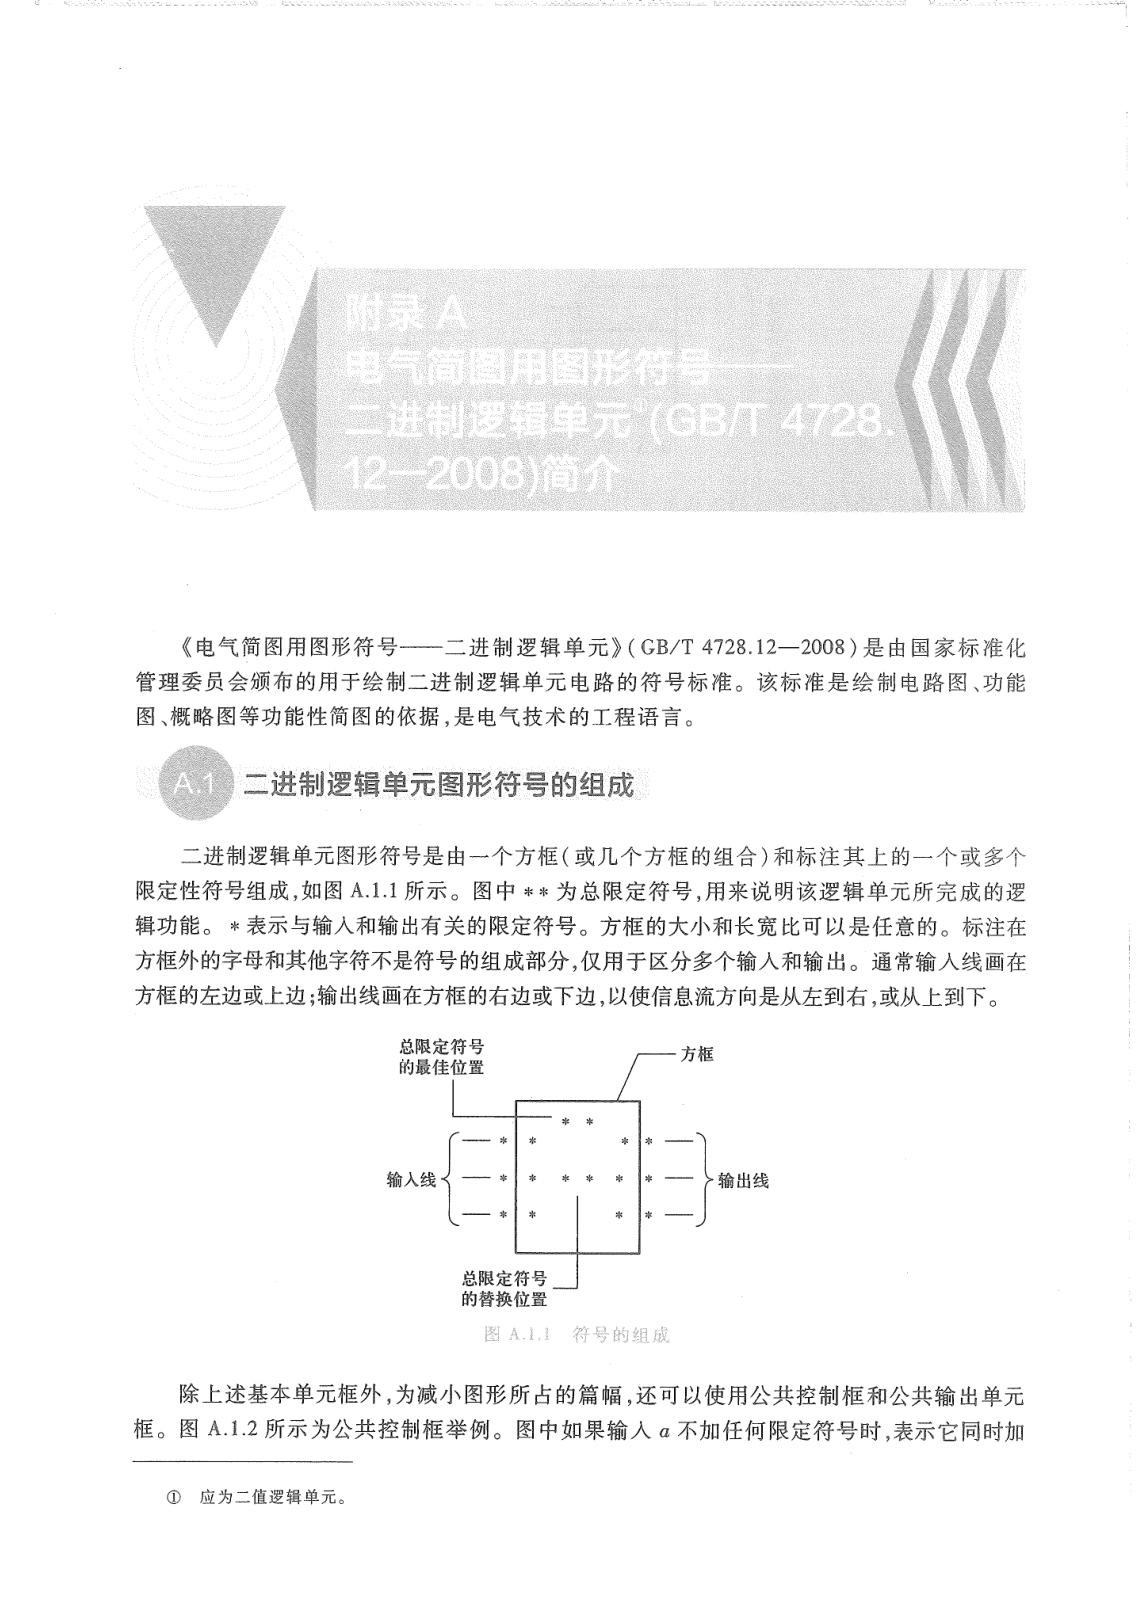 附录 A
电气简图用图形符号——
二进制逻辑单元①(GB/T 4728.
12—2008)简介
《电气简图用图形符号——二进制逻辑单元》(GB/T 4728.12—2008)是由国家标准化
管理委员会颁布的用于绘制二进制逻辑单元电路的符号标准。该标准是绘制电路图、功能
图、概略图等功能性简图的依据,是电气技术的工程语言。
A.1 二进制逻辑单元图形符号的组成
二进制逻辑单元图形符号是由一个方框(或几个方框的组合)和标注其上的一个或多个
限定性符号组成,如图 A.1.1 所示。图中 * * 为总限定符号,用来说明该逻辑单元所完成的逻
辑功能。 * 表示与输入和输出有关的限定符号。方框的大小和长宽比可以是任意的。标注在
方框外的字母和其他字符不是符号的组成部分,仅用于区分多个输入和输出。通常输入线画在
方框的左边或上边;输出线画在方框的右边或下边,以使信息流方向是从左到右,或从上到下。
总限定符号
的最佳位置
方框
* *
* * * *
输入线 * * * * * * 输出线
* * * *
总限定符号
的替换位置
图 A.1.1 符号的组成
除上述基本单元框外,为减小图形所占的篇幅,还可以使用公共控制框和公共输出单元
框。图 A.1.2 所示为公共控制框举例。图中如果输入 a 不加任何限定符号时,表示它同时加
① 应为二值逻辑单元。